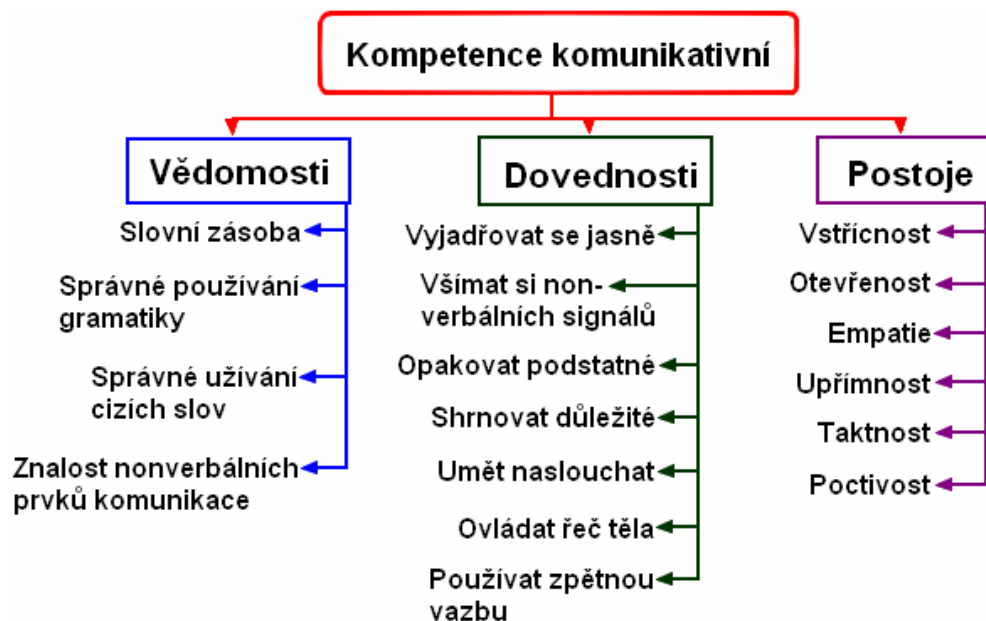 Kompetence komunikativní
Vědomosti
Slovní zásoba
Správné používání
gramatiky
Správné užívání
cizích slov
Znalost nonverbálních
prvků komunikace
Dovednosti
Vyjadřovat se jasně
Všímat si non-
verbálních signálů
Opakovat podstatné
Shrnovat důležité
Umět naslouchat
Ovládat řeč těla
Používat zpětnou
vazbu
Postoje
Vstřícnost
Otevřenost
Empatie
Upřímnost
Taktnost
Poctivost